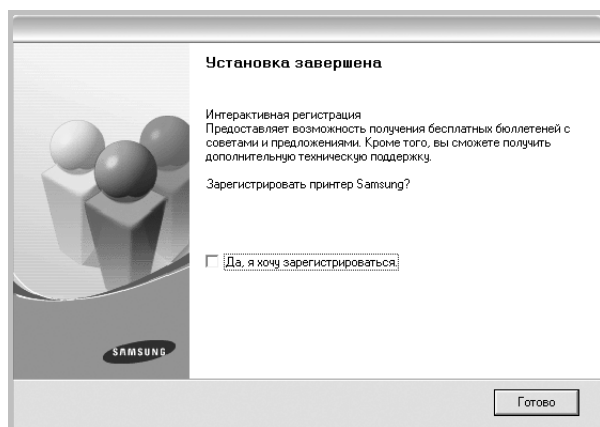 Установка завершена
Интерактивная регистрация
Предоставляет возможность получения бесплатных бюллетеней с
советами и предложениями. Кроме того, вы сможете получить
дополнительную техническую поддержку.
Зарегистрировать принтер Samsung?
Да, я хочу зарегистрироваться.
SAMSUNG
Готово